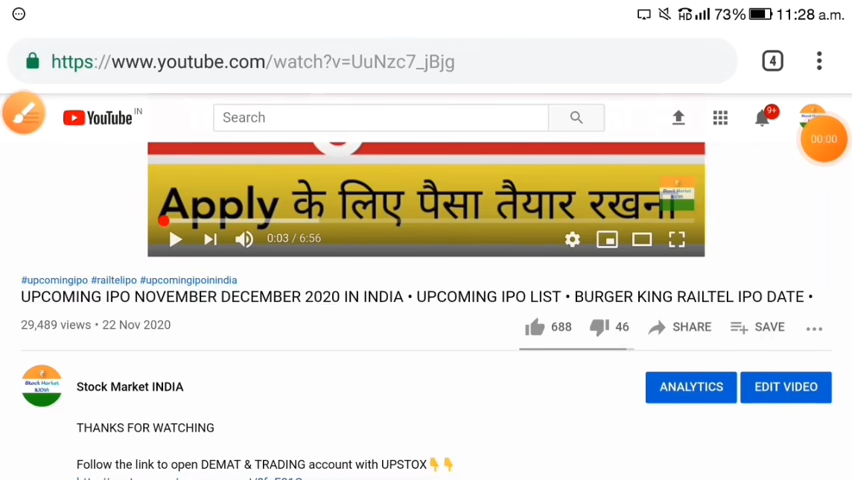 73% 11:28 a.m.
https://www.youtube.com/watch?v=UuNzc7_jBjg
4
YouTube IN
Search
9+
00:00
Apply के लिए पैसा तैयार रखना
0:03 / 6:56
#upcomingipo #railtelipo #upcomingipoinindia
UPCOMING IPO NOVEMBER DECEMBER 2020 IN INDIA • UPCOMING IPO LIST • BURGER KING RAILTEL IPO DATE •
29,489 views • 22 Nov 2020
688 46 SHARE SAVE
Stock Market INDIA
ANALYTICS EDIT VIDEO
THANKS FOR WATCHING
Follow the link to open DEMAT & TRADING account with UPSTOX👇👇